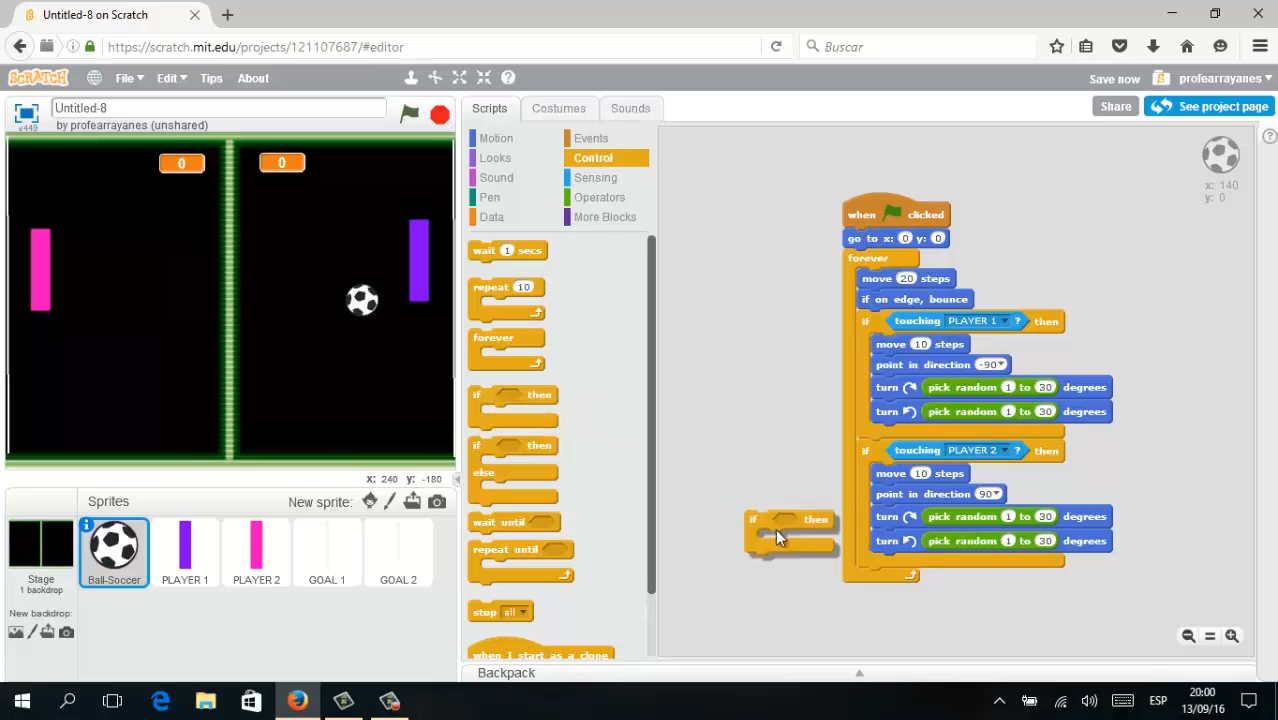 Untitled-8 on Scratch
https://scratch.mit.edu/projects/121107687/#editor
Buscar
SCRATCH
File Edit Tips About
Save now
profearrayanes
v449
Untitled-8
by profearrayanes (unshared)
Scripts Costumes Sounds
Share
See project page
0 0
Motion Events
Looks Control
Sound Sensing
Pen Operators
Data More Blocks
wait 1 secs
repeat 10
forever
if then
if then
else
wait until
repeat until
stop all
when I start as a clone
x: 140
y: 0
when clicked
go to x: 0 y: 0
forever
move 20 steps
if on edge, bounce
if touching PLAYER 1 ? then
move 10 steps
point in direction -90
turn pick random 1 to 30 degrees
turn pick random 1 to 30 degrees
if touching PLAYER 2 ? then
move 10 steps
point in direction 90
turn pick random 1 to 30 degrees
turn pick random 1 to 30 degrees
if then
x: 240 y: -180
Sprites New sprite:
Stage
1 backdrop
New backdrop:
Ball-Soccer
PLAYER 1
PLAYER 2
GOAL 1
GOAL 2
Backpack
ESP
20:00
13/09/16